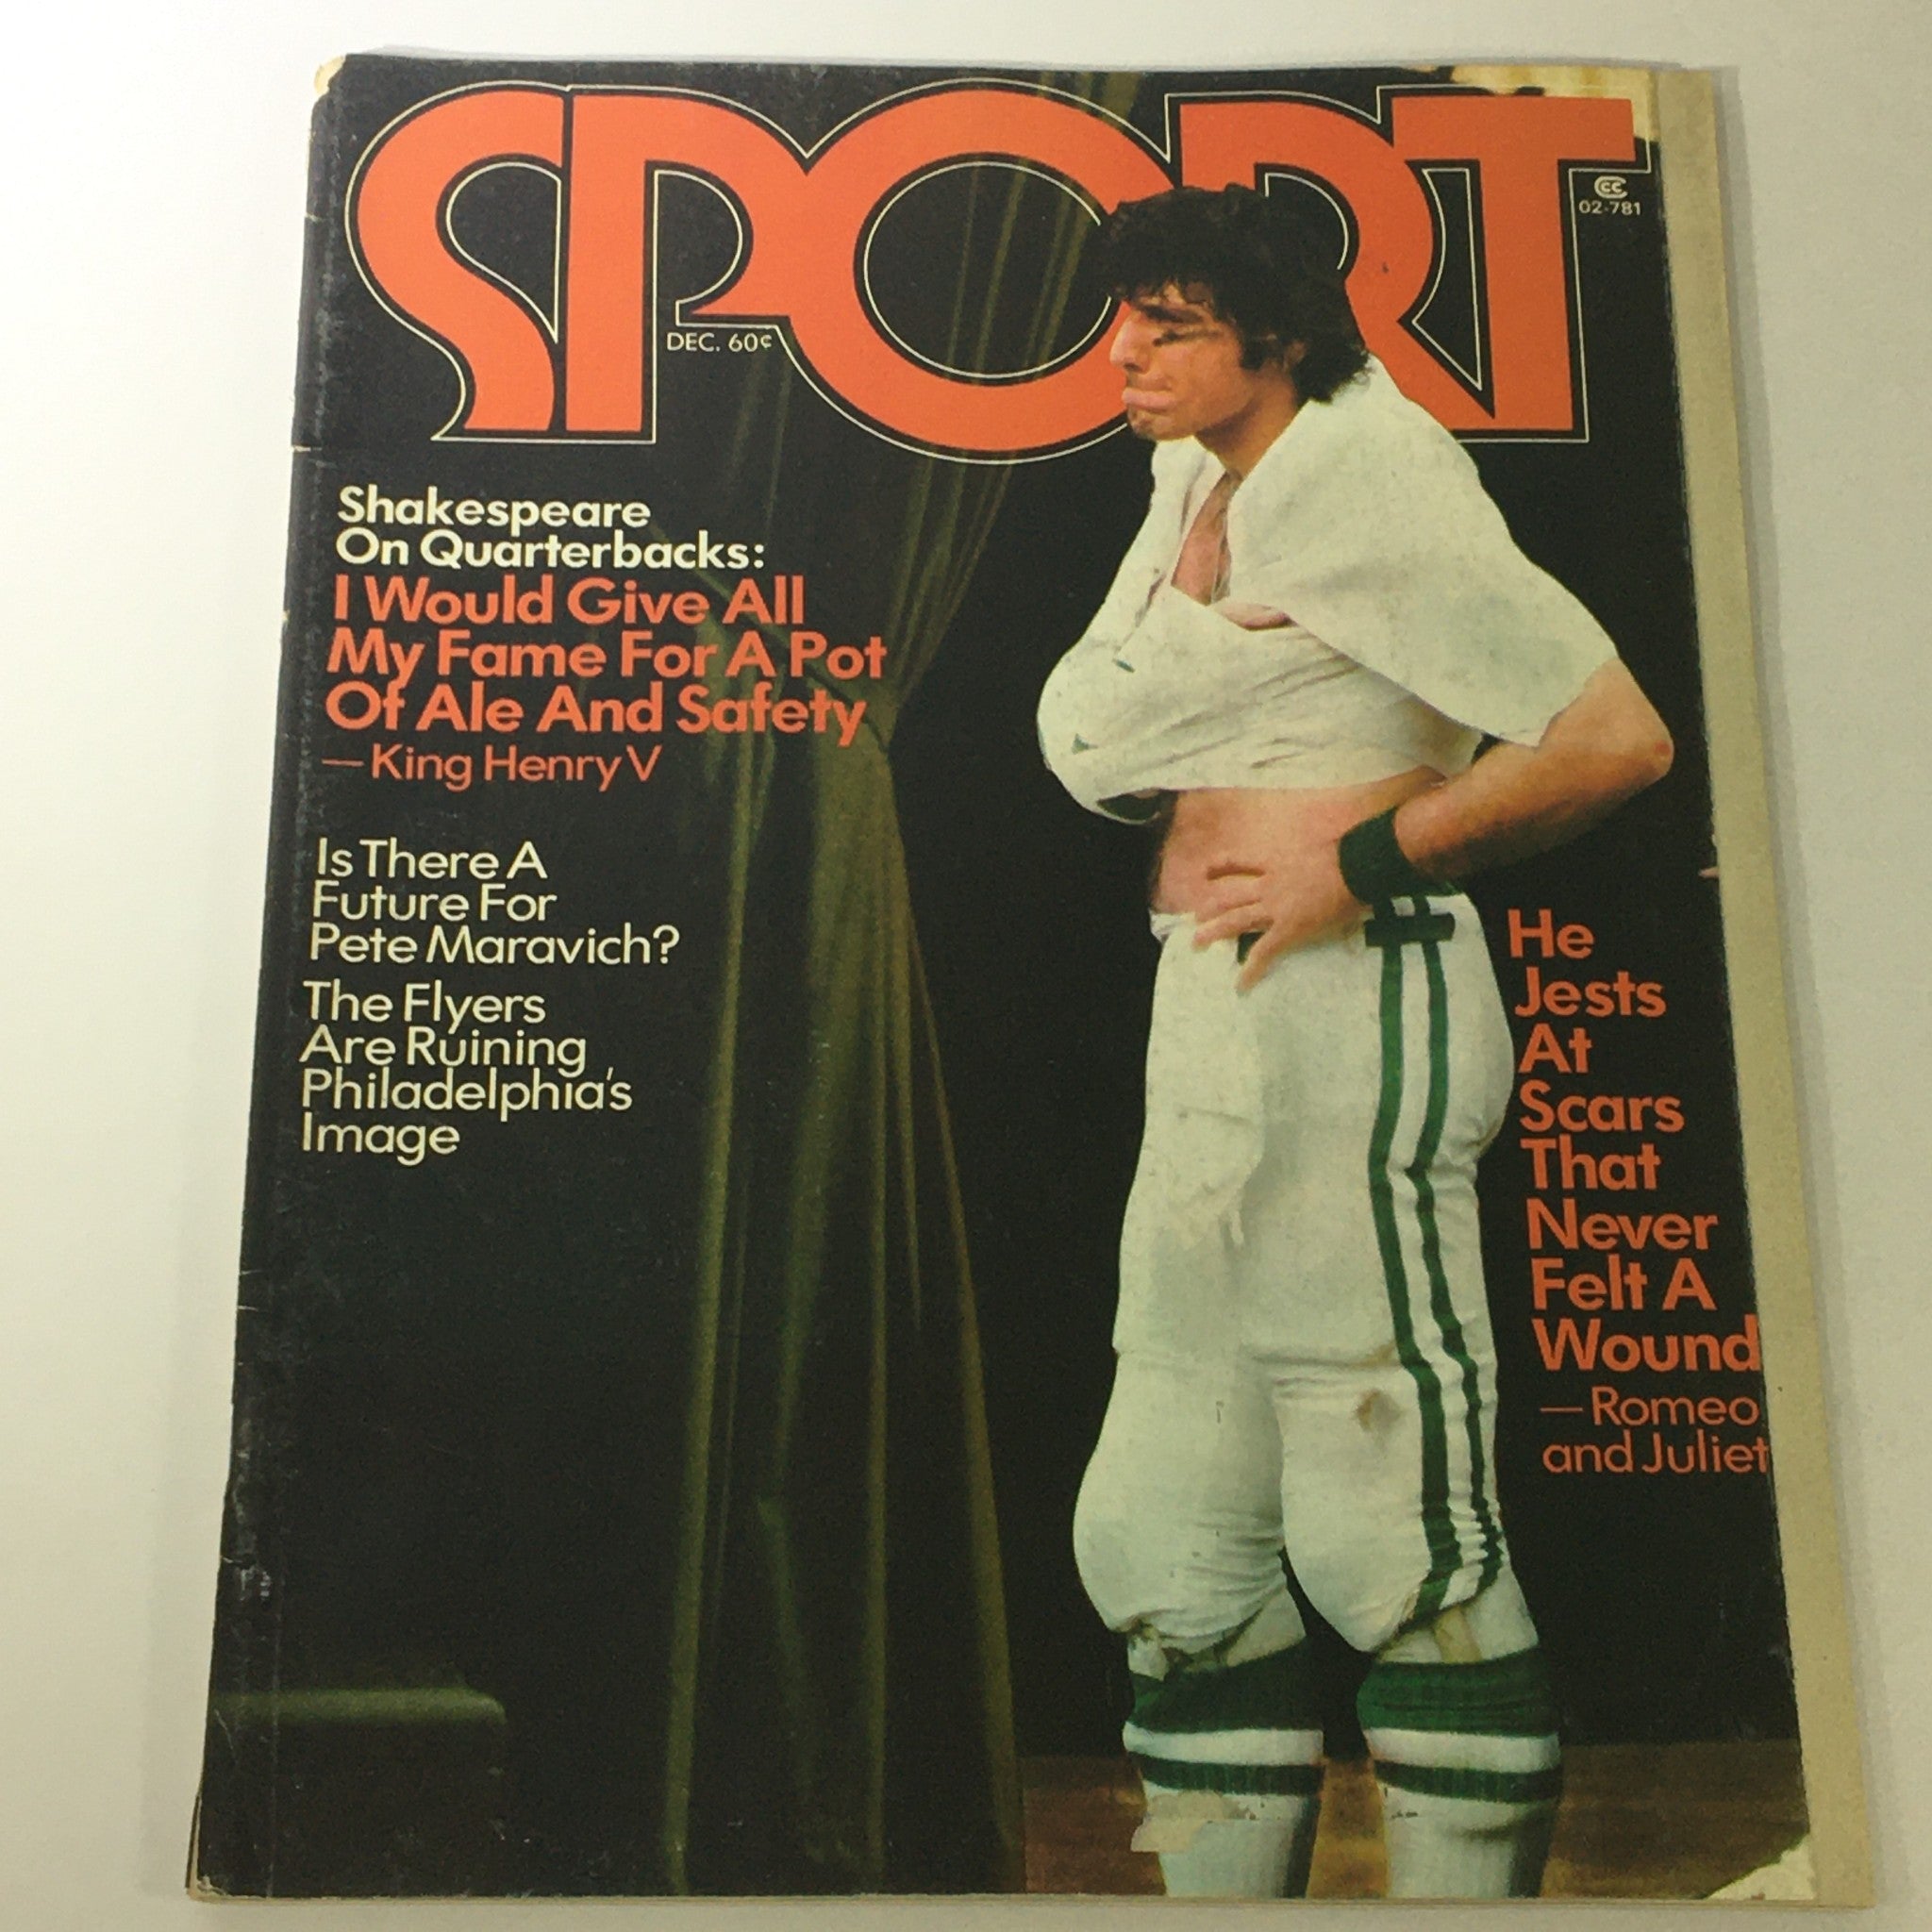 SPORT
CCC
02-781
DEC. 60¢
Shakespeare
On Quarterbacks:
I Would Give All
My Fame For A Pot
Of Ale And Safety
— King Henry V
Is There A
Future For
Pete Maravich?
The Flyers
Are Ruining
Philadelphia's
Image
He
Jests
At
Scars
That
Never
Felt A
Wound
— Romeo
and Juliet